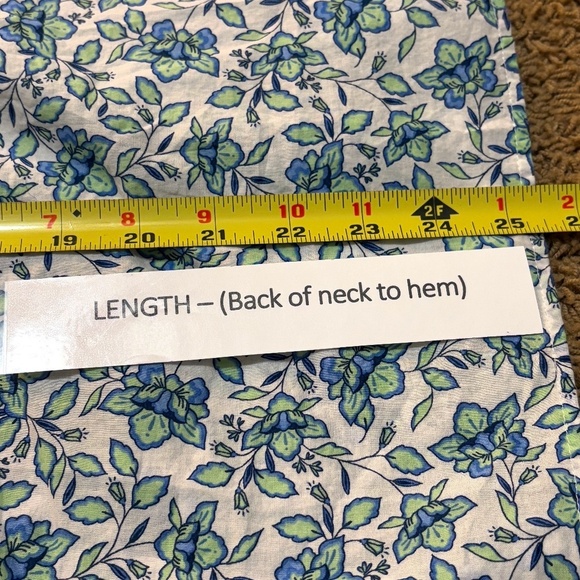 7 8 9 10 11 2F 1 2
19 20 21 22 23 24 25
LENGTH – (Back of neck to hem)